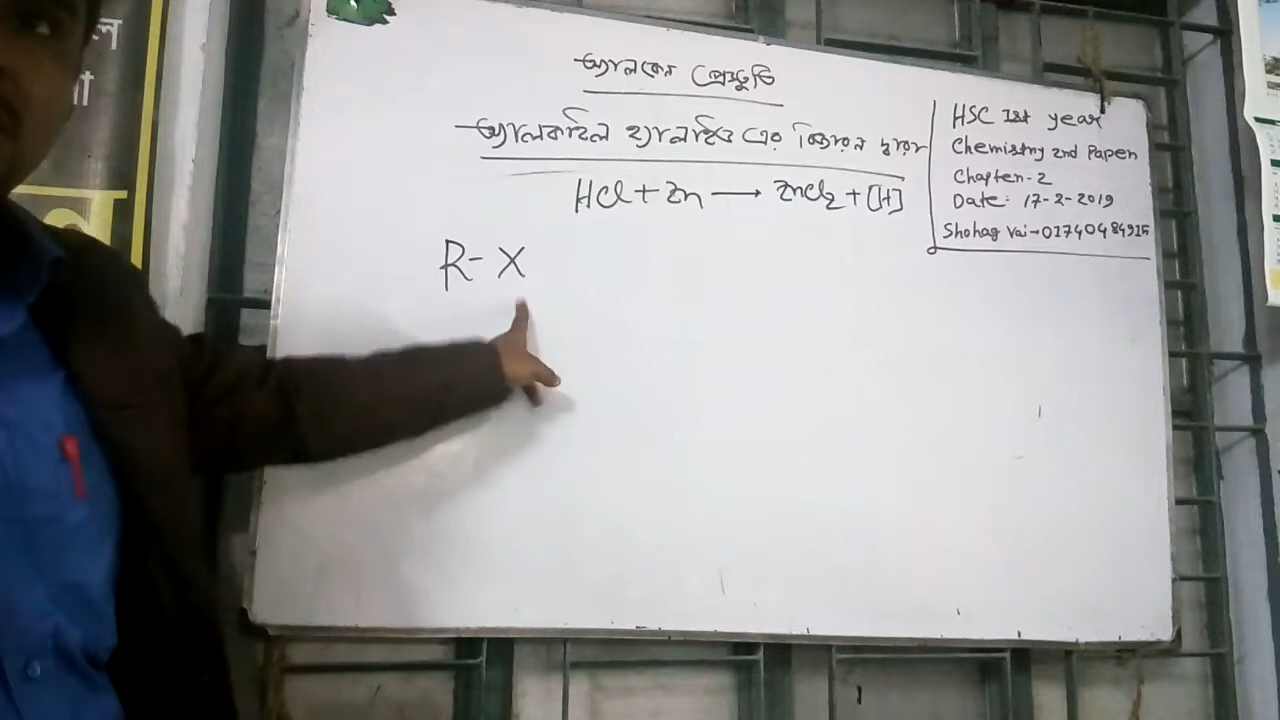 অ্যালকেন প্রস্তুতি
অ্যালকাইল হ্যালাইড এর বিজারন দ্বারা
HCl + Zn ⟶ ZnCl₂ + [H]
R - X
HSC 1st year
Chemistry 2nd Paper
Chapter - 2
Date: 17-2-2019
Shohag Vai → 01740484915